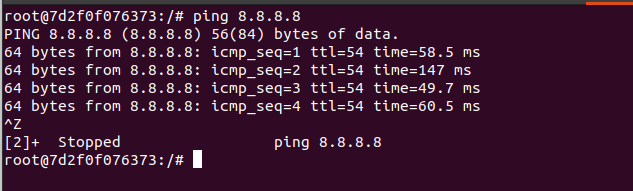 root@7d2f0f076373:/# ping 8.8.8.8
PING 8.8.8.8 (8.8.8.8) 56(84) bytes of data.
64 bytes from 8.8.8.8: icmp_seq=1 ttl=54 time=58.5 ms
64 bytes from 8.8.8.8: icmp_seq=2 ttl=54 time=147 ms
64 bytes from 8.8.8.8: icmp_seq=3 ttl=54 time=49.7 ms
64 bytes from 8.8.8.8: icmp_seq=4 ttl=54 time=60.5 ms
^Z
[2]+  Stopped                 ping 8.8.8.8
root@7d2f0f076373:/#